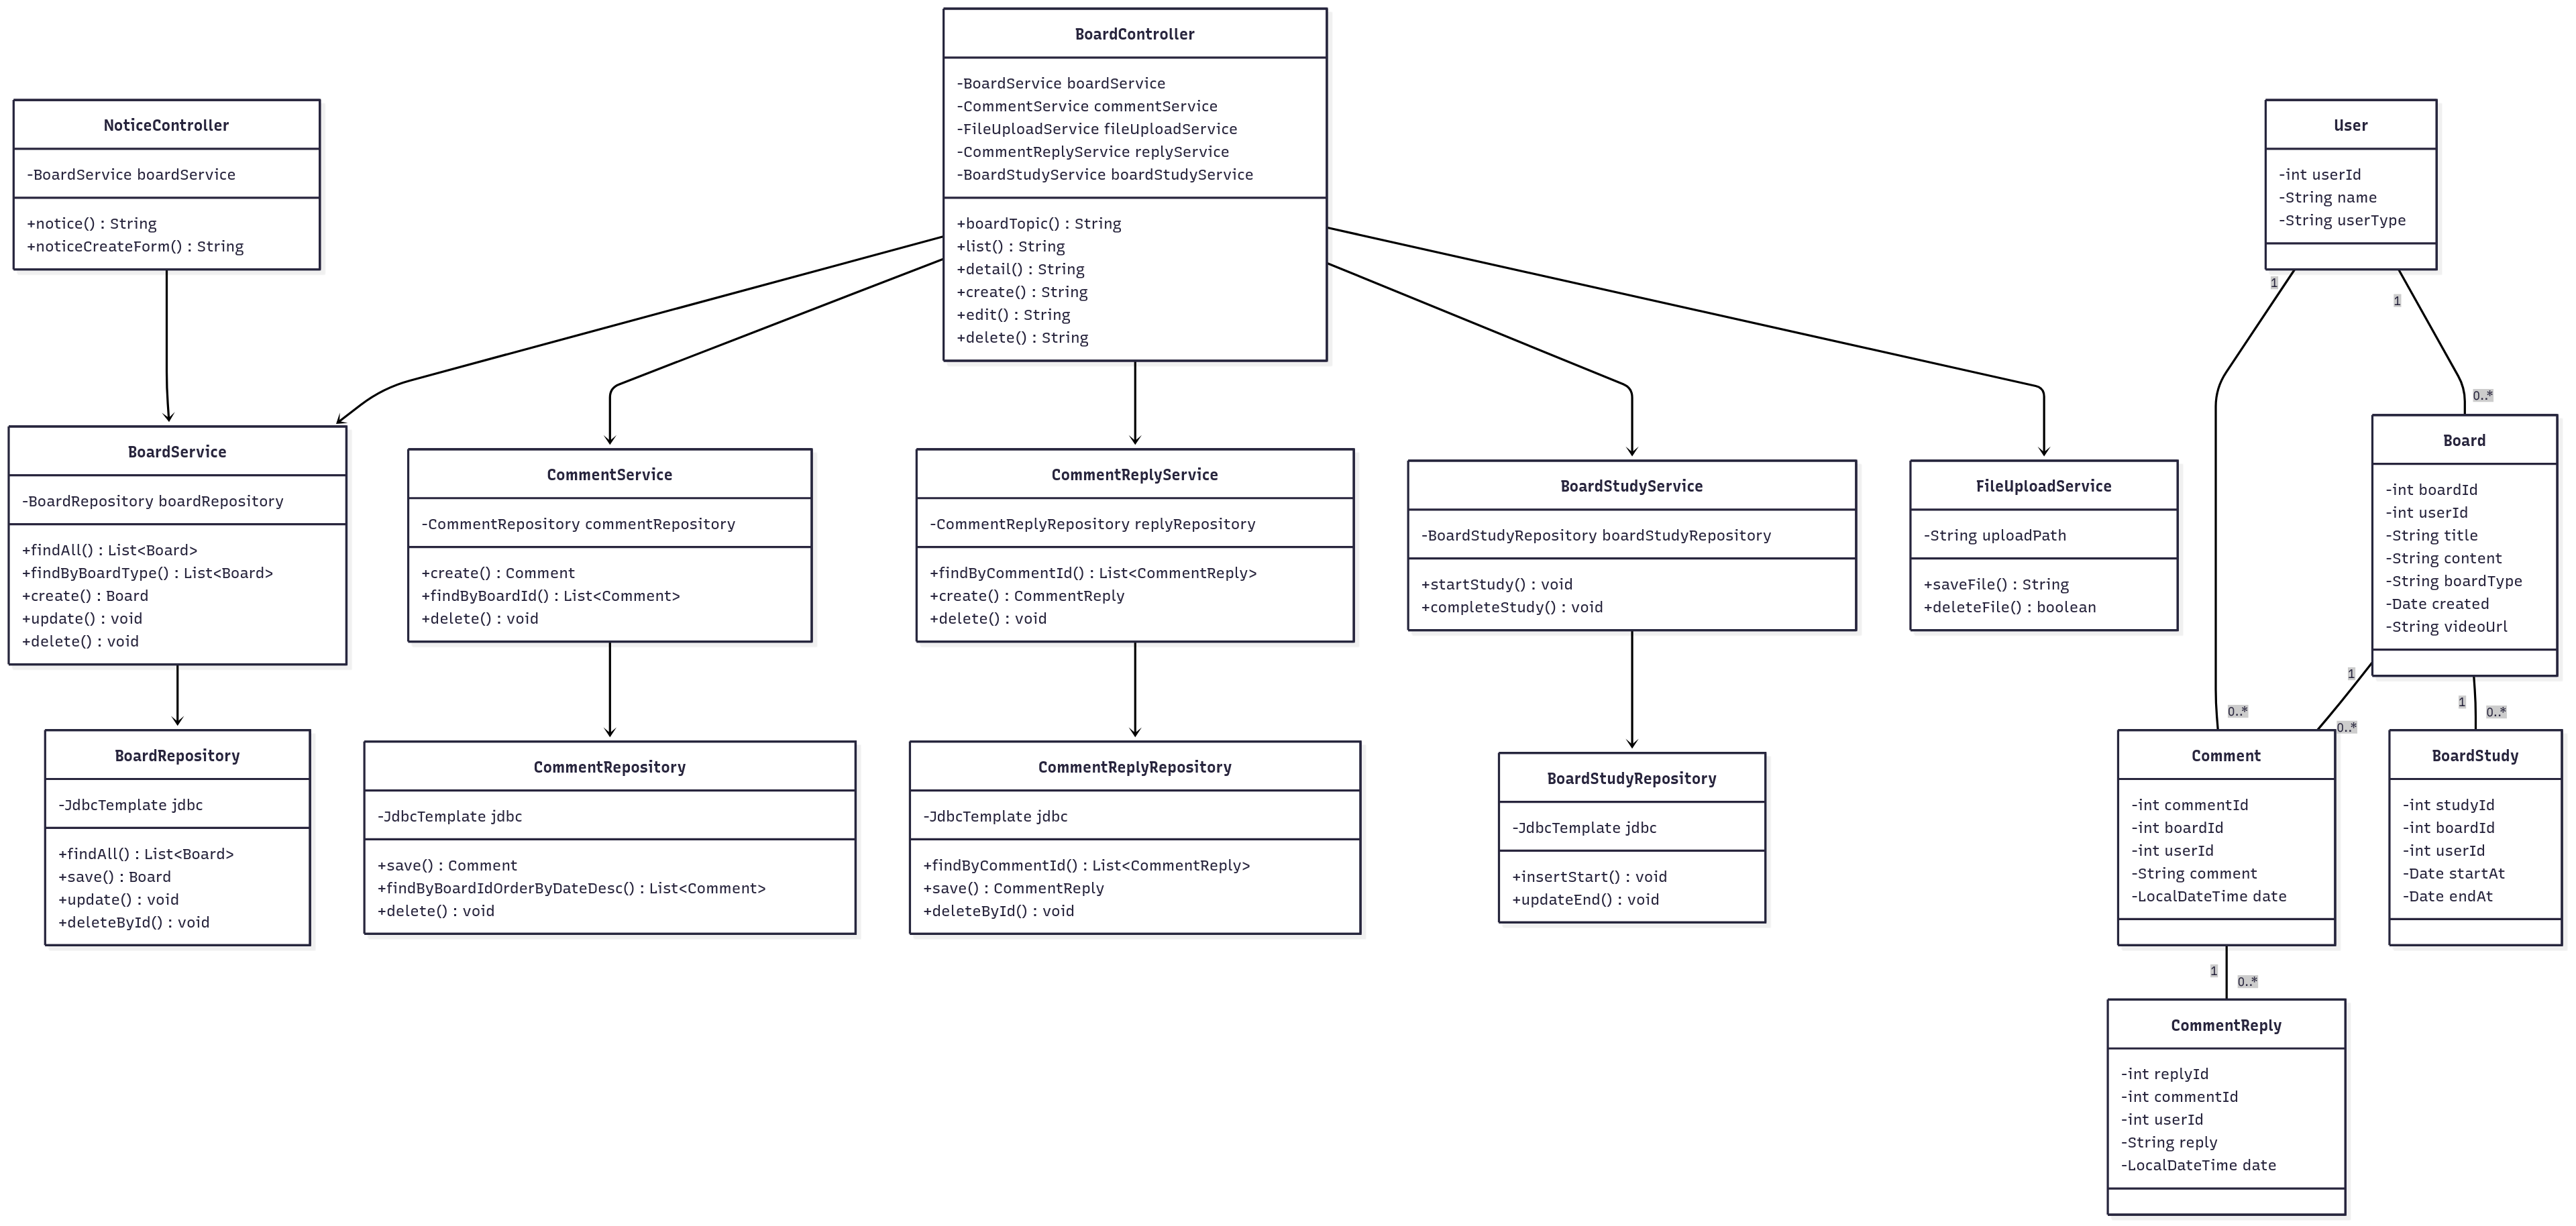 BoardController
-BoardService boardService
-CommentService commentService
-FileUploadService fileUploadService
-CommentReplyService replyService
-BoardStudyService boardStudyService
+boardTopic() : String
+list() : String
+detail() : String
+create() : String
+edit() : String
+delete() : String
NoticeController
-BoardService boardService
+notice() : String
+noticeCreateForm() : String
User
-int userId
-String name
-String userType
1
1
0..*
BoardService
-BoardRepository boardRepository
+findAll() : List<Board>
+findByBoardType() : List<Board>
+create() : Board
+update() : void
+delete() : void
CommentService
-CommentRepository commentRepository
+create() : Comment
+findByBoardId() : List<Comment>
+delete() : void
CommentReplyService
-CommentReplyRepository replyRepository
+findByCommentId() : List<CommentReply>
+create() : CommentReply
+delete() : void
BoardStudyService
-BoardStudyRepository boardStudyRepository
+startStudy() : void
+completeStudy() : void
FileUploadService
-String uploadPath
+saveFile() : String
+deleteFile() : boolean
Board
-int boardId
-int userId
-String title
-String content
-String boardType
-Date created
-String videoUrl
1
1
0..*
0..*
0..*
BoardRepository
-JdbcTemplate jdbc
+findAll() : List<Board>
+save() : Board
+update() : void
+deleteById() : void
CommentRepository
-JdbcTemplate jdbc
+save() : Comment
+findByBoardIdOrderByDateDesc() : List<Comment>
+delete() : void
CommentReplyRepository
-JdbcTemplate jdbc
+findByCommentId() : List<CommentReply>
+save() : CommentReply
+deleteById() : void
BoardStudyRepository
-JdbcTemplate jdbc
+insertStart() : void
+updateEnd() : void
Comment
-int commentId
-int boardId
-int userId
-String comment
-LocalDateTime date
BoardStudy
-int studyId
-int boardId
-int userId
-Date startAt
-Date endAt
1
0..*
CommentReply
-int replyId
-int commentId
-int userId
-String reply
-LocalDateTime date